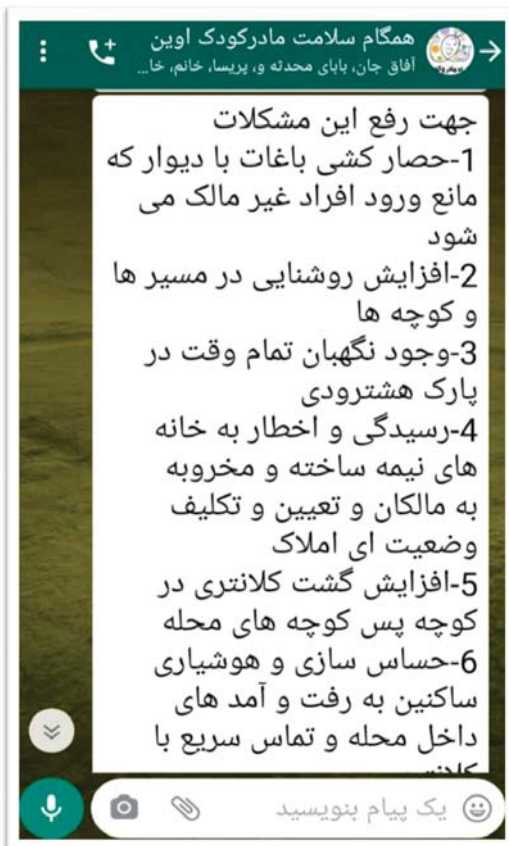 همگام سلامت مادرکودک اوین
آفاق جان، بابای محدثه و، پریسا، خانم، خا...
جهت رفع این مشکلات
1-حصار کشی باغات با دیوار که
مانع ورود افراد غیر مالک می
شود
2-افزایش روشنایی در مسیر ها
و کوچه ها
3-وجود نگهبان تمام وقت در
پارک هشترودی
4-رسیدگی و اخطار به خانه
های نیمه ساخته و مخروبه
به مالکان و تعیین و تکلیف
وضعیت ای املاک
5-افزایش گشت کلانتری در
کوچه پس کوچه های محله
6-حساس سازی و هوشیاری
ساکنین به رفت و آمد های
داخل محله و تماس سریع با
یک پیام بنویسید